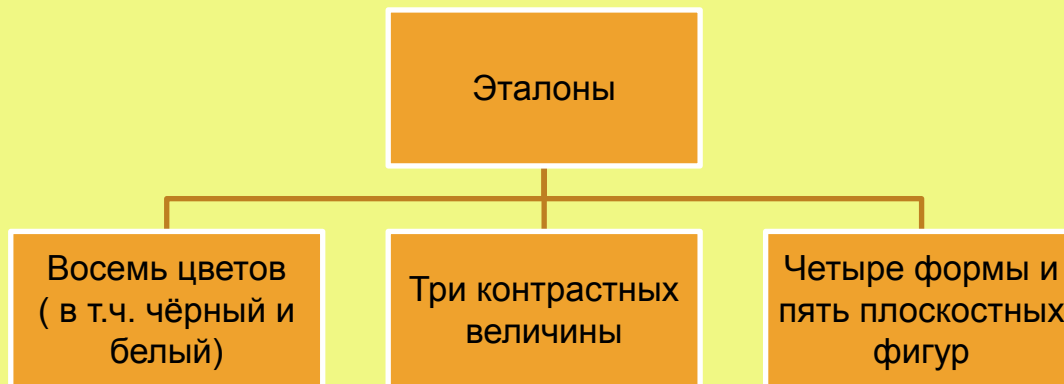 Эталоны
Восемь цветов
( в т.ч. чёрный и
белый)
Три контрастных
величины
Четыре формы и
пять плоскостных
фигур